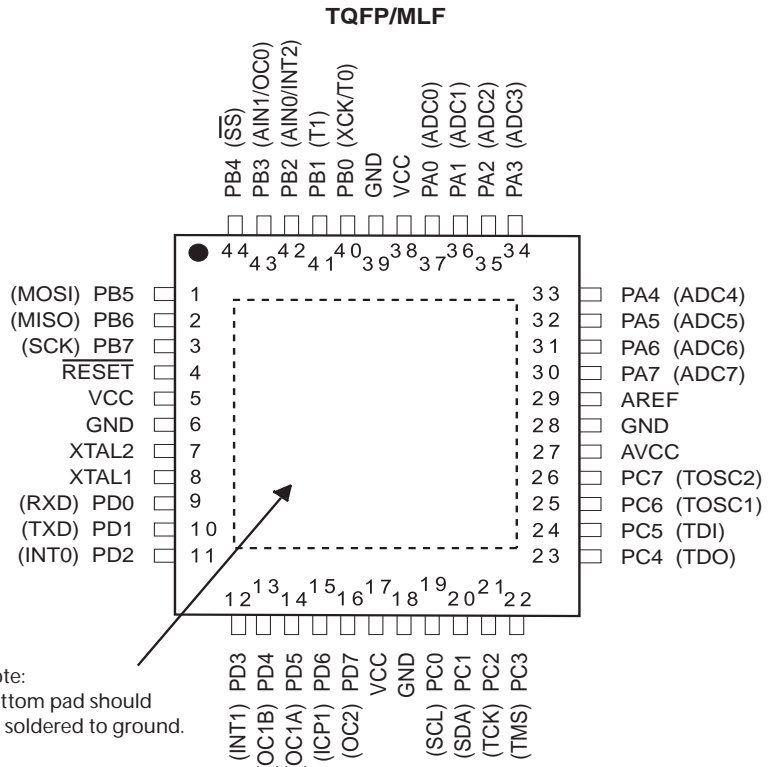 TQFP/MLF
PB4 (SS)
PB3 (AIN1/OC0)
PB2 (AIN0/INT2)
PB1 (T1)
PB0 (XCK/T0)
GND
VCC
PA0 (ADC0)
PA1 (ADC1)
PA2 (ADC2)
PA3 (ADC3)
44 43 42 41 40 39 38 37 36 35 34
(MOSI) PB5 1
(MISO) PB6 2
(SCK) PB7 3
RESET 4
VCC 5
GND 6
XTAL2 7
XTAL1 8
(RXD) PD0 9
(TXD) PD1 10
(INT0) PD2 11
33 PA4 (ADC4)
32 PA5 (ADC5)
31 PA6 (ADC6)
30 PA7 (ADC7)
29 AREF
28 GND
27 AVCC
26 PC7 (TOSC2)
25 PC6 (TOSC1)
24 PC5 (TDI)
23 PC4 (TDO)
12 13 14 15 16 17 18 19 20 21 22
(INT1) PD3
OC1B) PD4
OC1A) PD5
(ICP1) PD6
(OC2) PD7
VCC
GND
(SCL) PC0
(SDA) PC1
(TCK) PC2
(TMS) PC3
ote:
ttom pad should
soldered to ground.